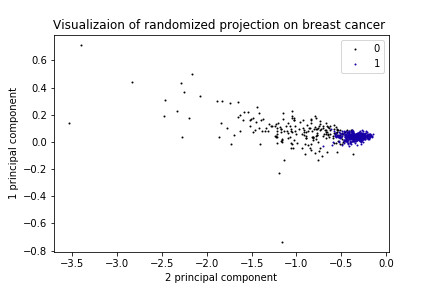 Visualizaion of randomized projection on breast cancer
0
1
0.6
0.4
0.2
0.0
−0.2
−0.4
−0.6
−0.8
1 principal component
−3.5 −3.0 −2.5 −2.0 −1.5 −1.0 −0.5 0.0
2 principal component